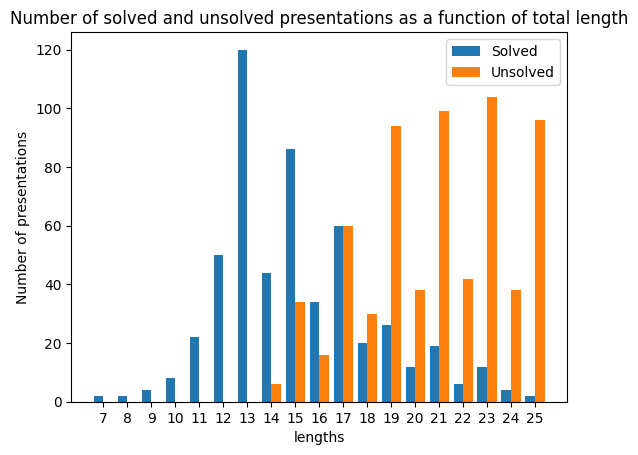 Number of solved and unsolved presentations as a function of total length
Solved
Unsolved
Number of presentations
120
100
80
60
40
20
0
7 8 9 10 11 12 13 14 15 16 17 18 19 20 21 22 23 24 25
lengths